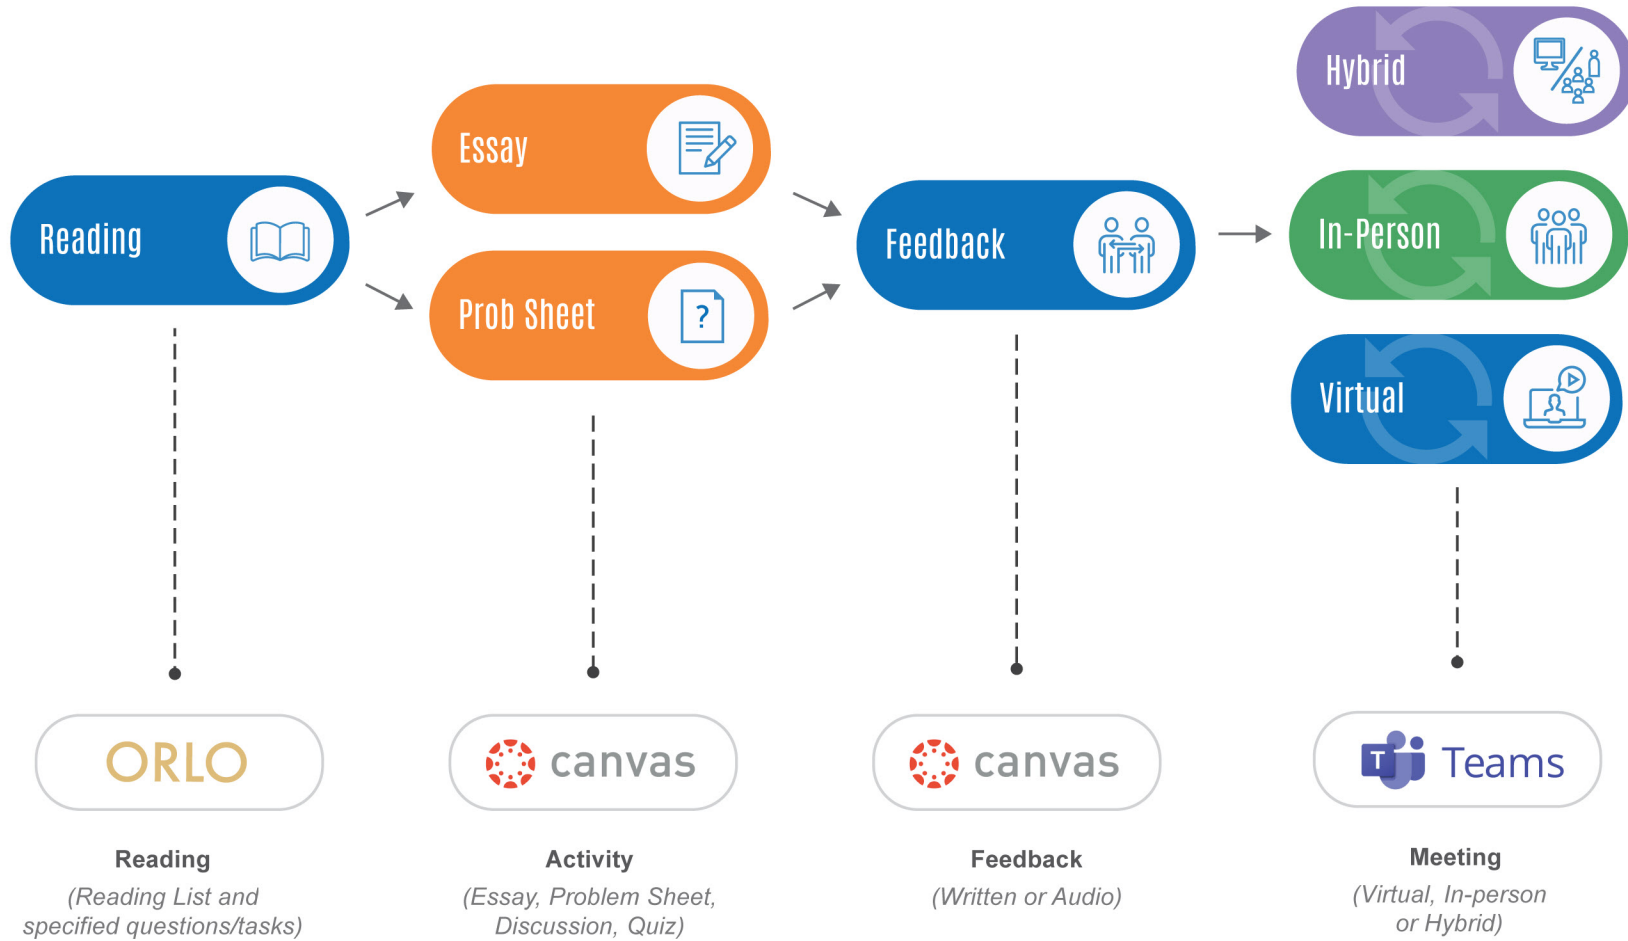 Hybrid
Essay
Reading
In-Person
Feedback
Prob Sheet
?
Virtual
ORLO
canvas
canvas
T
Teams
Reading
(Reading List and
specified questions/tasks)
Activity
(Essay, Problem Sheet,
Discussion, Quiz)
Feedback
(Written or Audio)
Meeting
(Virtual, In-person
or Hybrid)